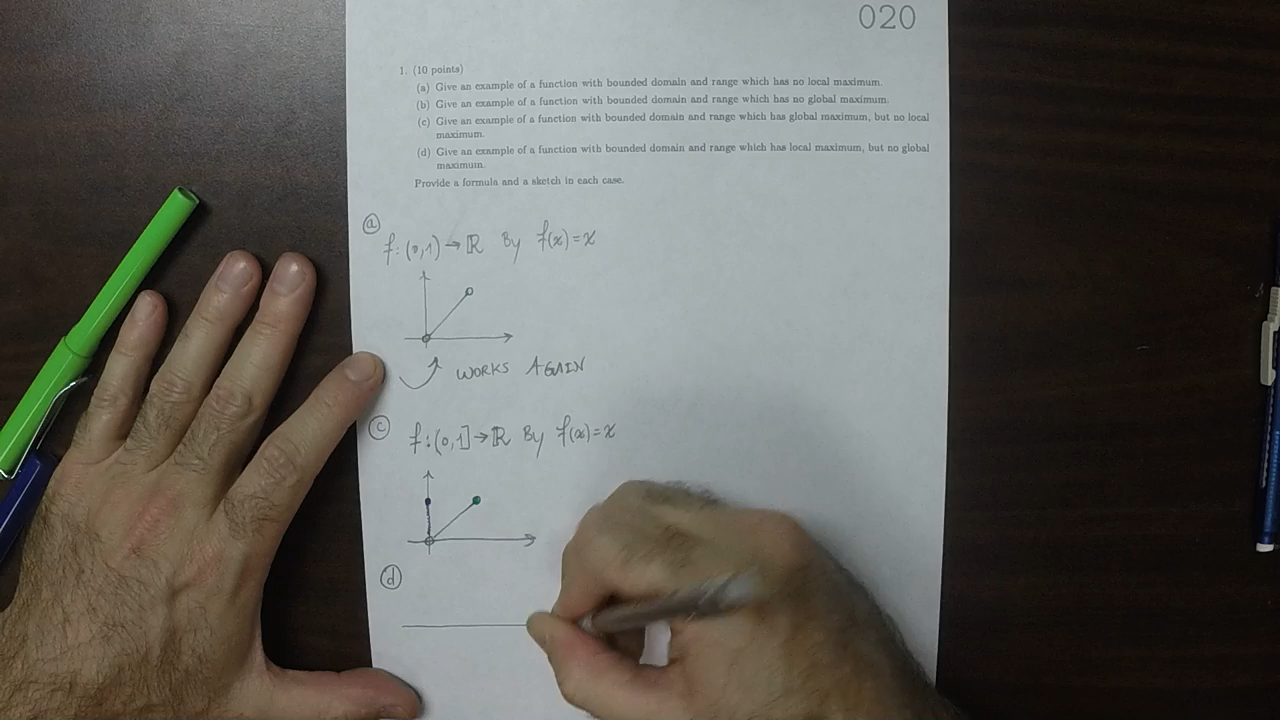 020
1. (10 points)
(a) Give an example of a function with bounded domain and range which has no local maximum.
(b) Give an example of a function with bounded domain and range which has no global maximum.
(c) Give an example of a function with bounded domain and range which has global maximum, but no local
maximum.
(d) Give an example of a function with bounded domain and range which has local maximum, but no global
maximum.
Provide a formula and a sketch in each case.
ⓐ
f:(0,1)→ℝ By f(x)=x
WORKS AGAIN
ⓒ f:(0,1]→ℝ By f(x)=x
ⓓ